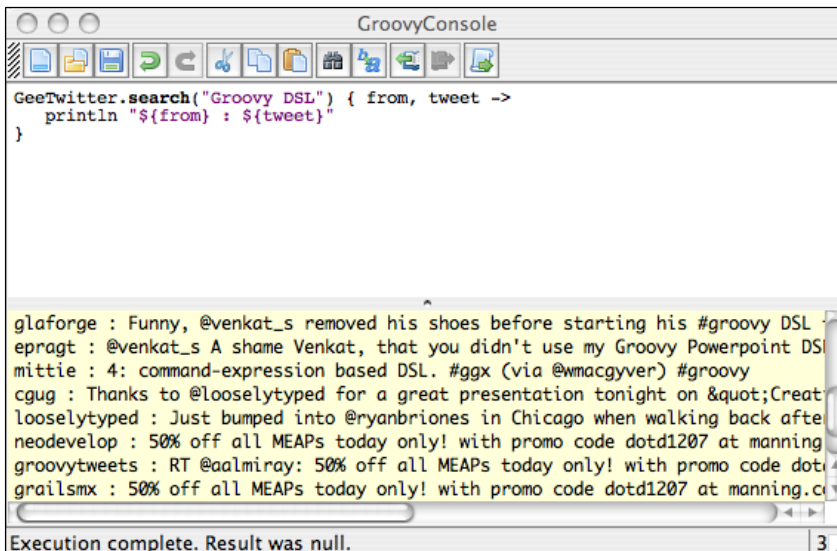 GroovyConsole
GeeTwitter.search("Groovy DSL") { from, tweet ->
println "${from} : ${tweet}"
}
glaforge : Funny, @venkat_s removed his shoes before starting his #groovy DSL
epragt : @venkat_s A shame Venkat, that you didn't use my Groovy Powerpoint DSL
mittie : 4: command-expression based DSL. #ggx (via @wmacgyver) #groovy
cgug : Thanks to @looselytyped for a great presentation tonight on &quot;Creat
looselytyped : Just bumped into @ryanbriones in Chicago when walking back after
neodevelop : 50% off all MEAPs today only! with promo code dotd1207 at manning
groovytweets : RT @aalmiray: 50% off all MEAPs today only! with promo code dot
grailsmx : 50% off all MEAPs today only! with promo code dotd1207 at manning.c
Execution complete. Result was null.
3